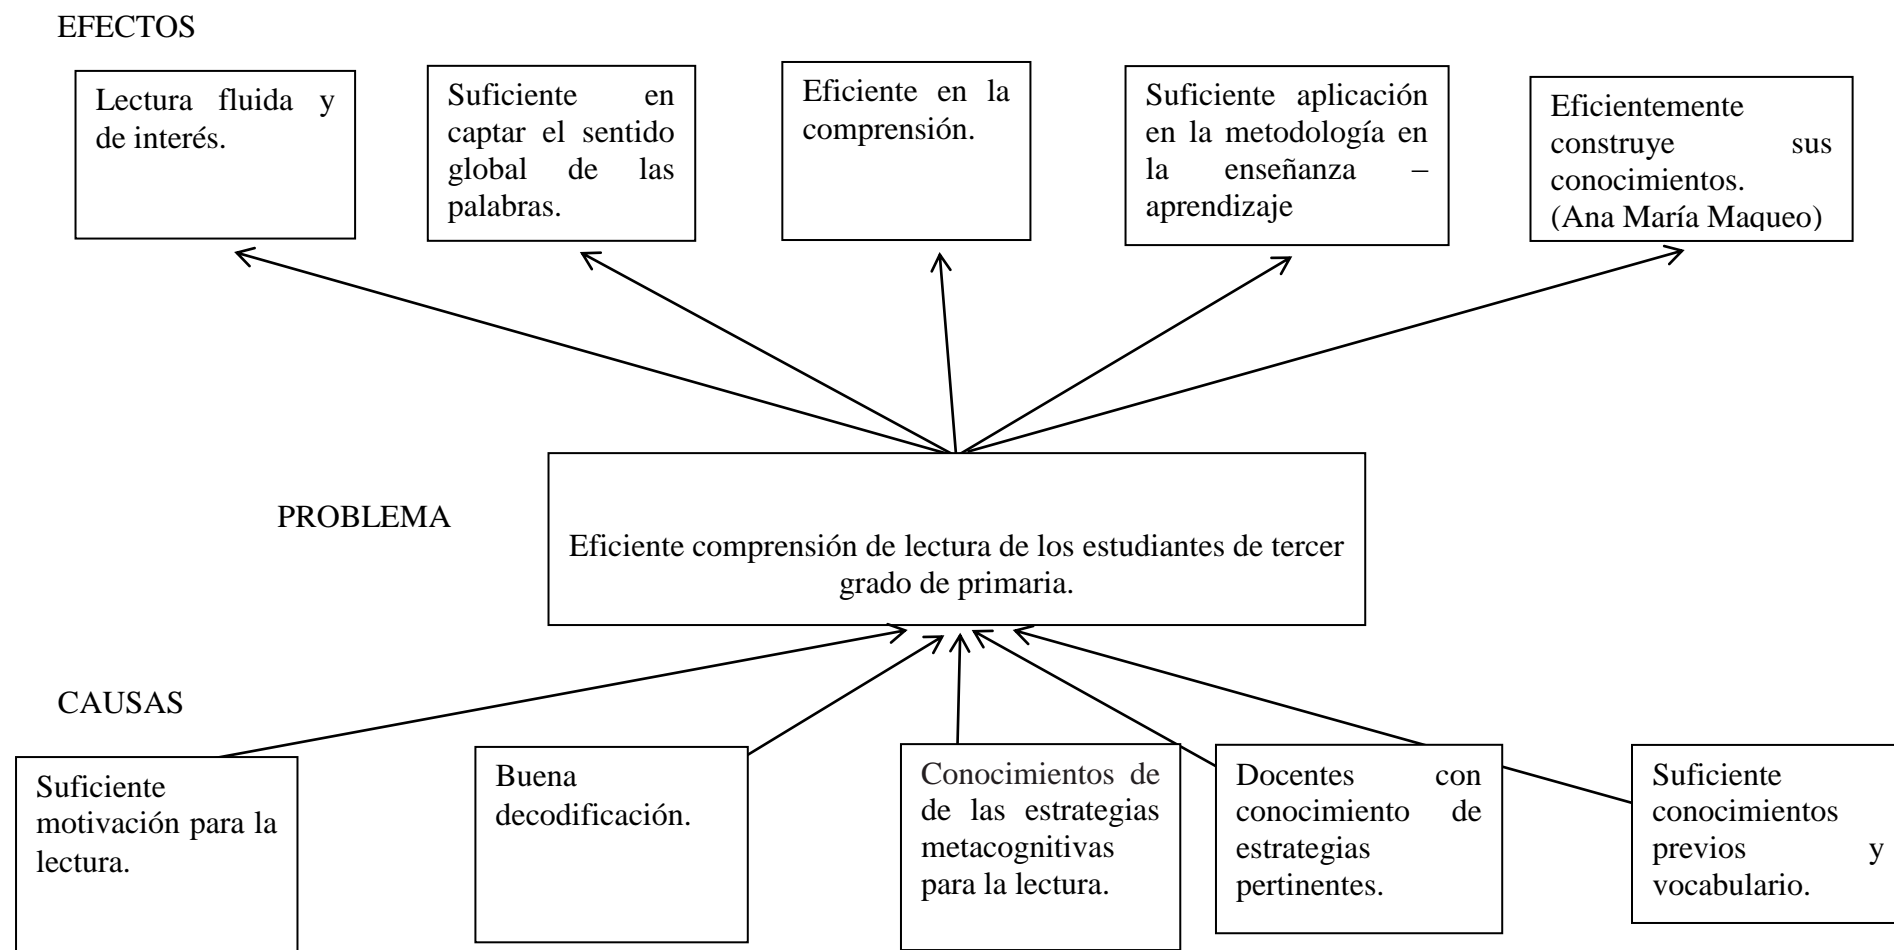 EFECTOS
Lectura fluida y
de interés.
Suficiente en
captar el sentido
global de las
palabras.
Eficiente en la
comprensión.
Suficiente aplicación
en la metodología en
la enseñanza –
aprendizaje
Eficientemente
construye sus
conocimientos.
(Ana María Maqueo)
PROBLEMA
Eficiente comprensión de lectura de los estudiantes de tercer
grado de primaria.
CAUSAS
Suficiente
motivación para la
lectura.
Buena
decodificación.
Conocimientos de
de las estrategias
metacognitivas
para la lectura.
Docentes con
conocimiento de
estrategias
pertinentes.
Suficiente
conocimientos
previos y
vocabulario.